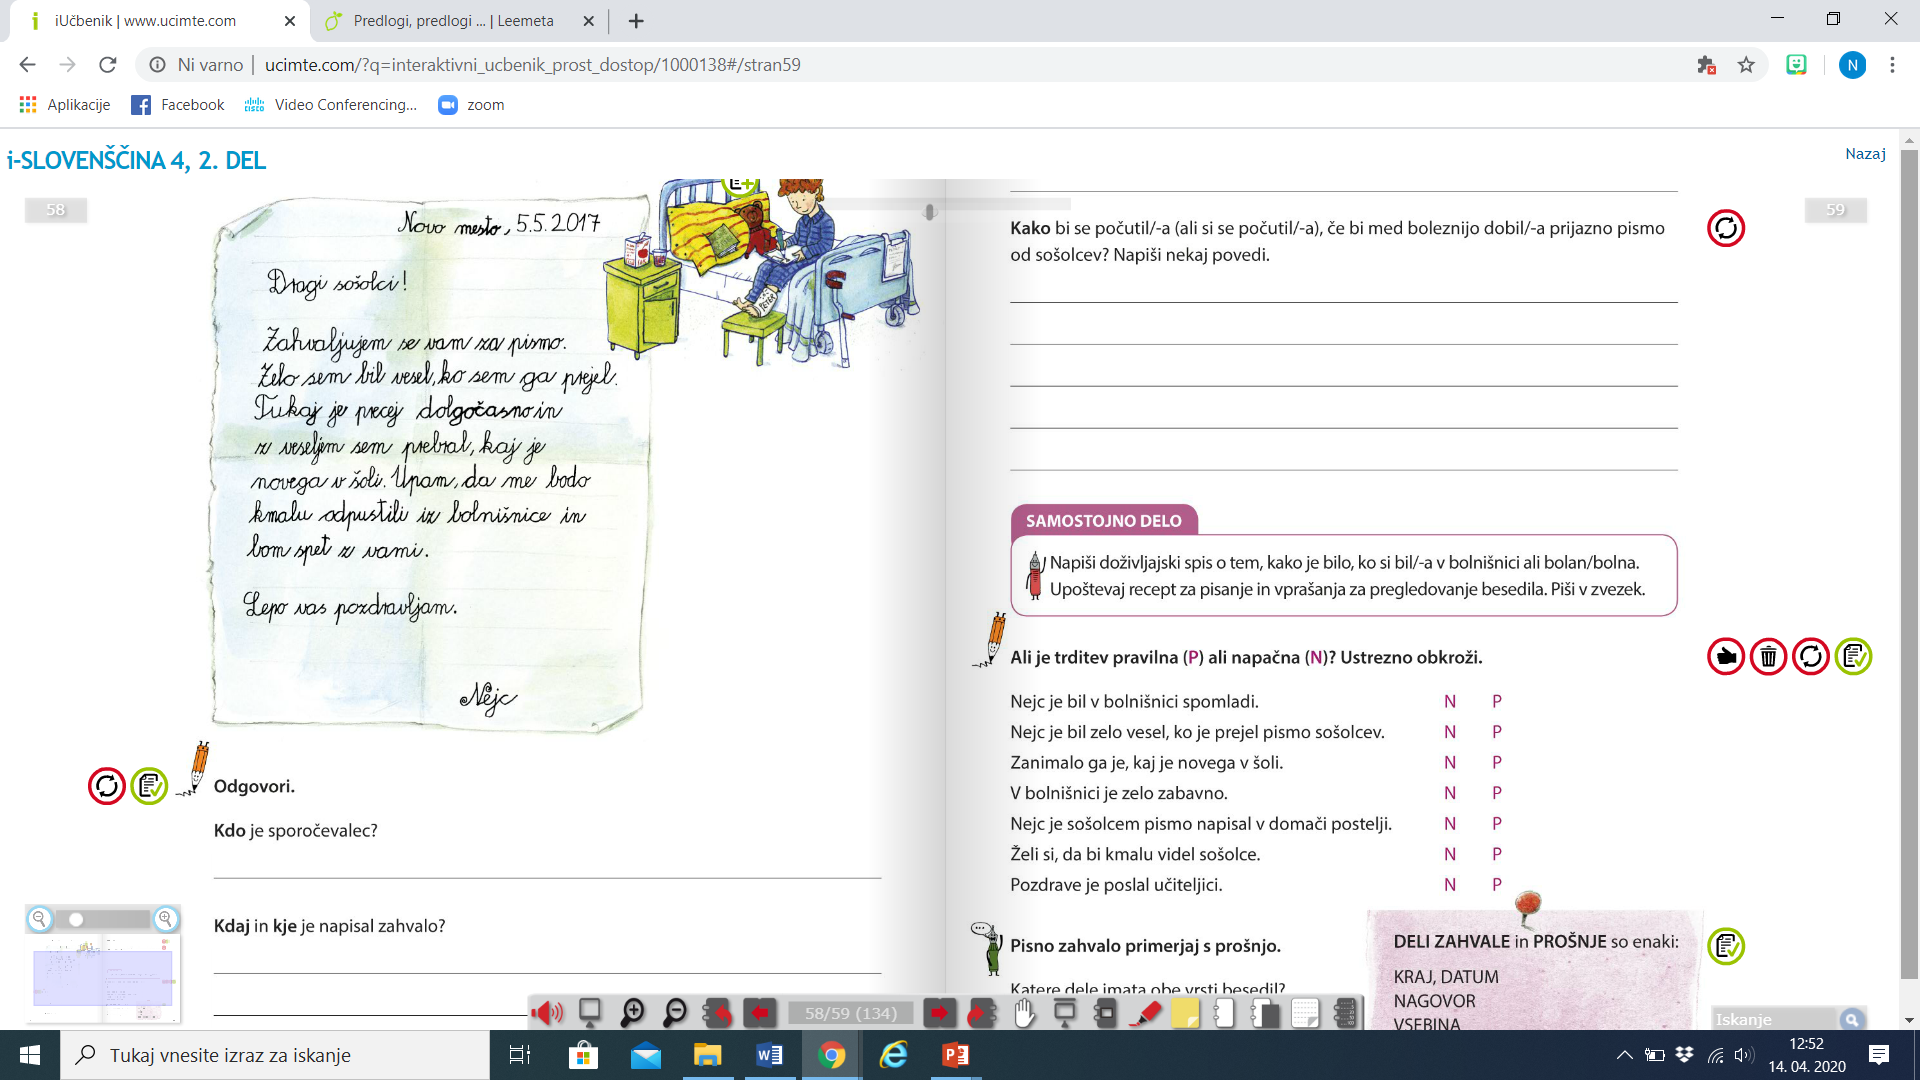 iUčbenik | www.ucimte.com
Predlogi, predlogi ... | Leemeta
Ni varno
ucimte.com/?q=interaktivni_ucbenik_prost_dostop/1000138#/stran59
N
Aplikacije
Facebook
Video Conferencing...
zoom
i-SLOVENŠČINA 4, 2. DEL
Nazaj
58
Novo mesto, 5.5.2017
Dragi sošolci!
Zahvaljujem se vam za pismo.
Zelo sem bil vesel, ko sem ga prejel.
Tukaj je precej dolgočasno in
z veseljem sem prebral, kaj je
novega v šoli. Upam, da me bodo
kmalu odpustili iz bolnišnice in
bom spet z vami.
Lepo vas pozdravljam.
Nejc
Odgovori.
Kdo je sporočevalec?
Kdaj in kje je napisal zahvalo?
59
Kako bi se počutil/-a (ali si se počutil/-a), če bi med boleznijo dobil/-a prijazno pismo
od sošolcev? Napiši nekaj povedi.
SAMOSTOJNO DELO
Napiši doživljajski spis o tem, kako je bilo, ko si bil/-a v bolnišnici ali bolan/bolna.
Upoštevaj recept za pisanje in vprašanja za pregledovanje besedila. Piši v zvezek.
Ali je trditev pravilna (P) ali napačna (N)? Ustrezno obkroži.
Nejc je bil v bolnišnici spomladi. N P
Nejc je bil zelo vesel, ko je prejel pismo sošolcev. N P
Zanimalo ga je, kaj je novega v šoli. N P
V bolnišnici je zelo zabavno. N P
Nejc je sošolcem pismo napisal v domači postelji. N P
Želi si, da bi kmalu videl sošolce. N P
Pozdrave je poslal učiteljici. N P
Pisno zahvalo primerjaj s prošnjo.
Katere dele imata obe vrsti besedil?
DELI ZAHVALE in PROŠNJE so enaki:
KRAJ, DATUM
NAGOVOR
VSEBINA
58/59 (134)
Iskanje
Tukaj vnesite izraz za iskanje
12:52
14. 04. 2020